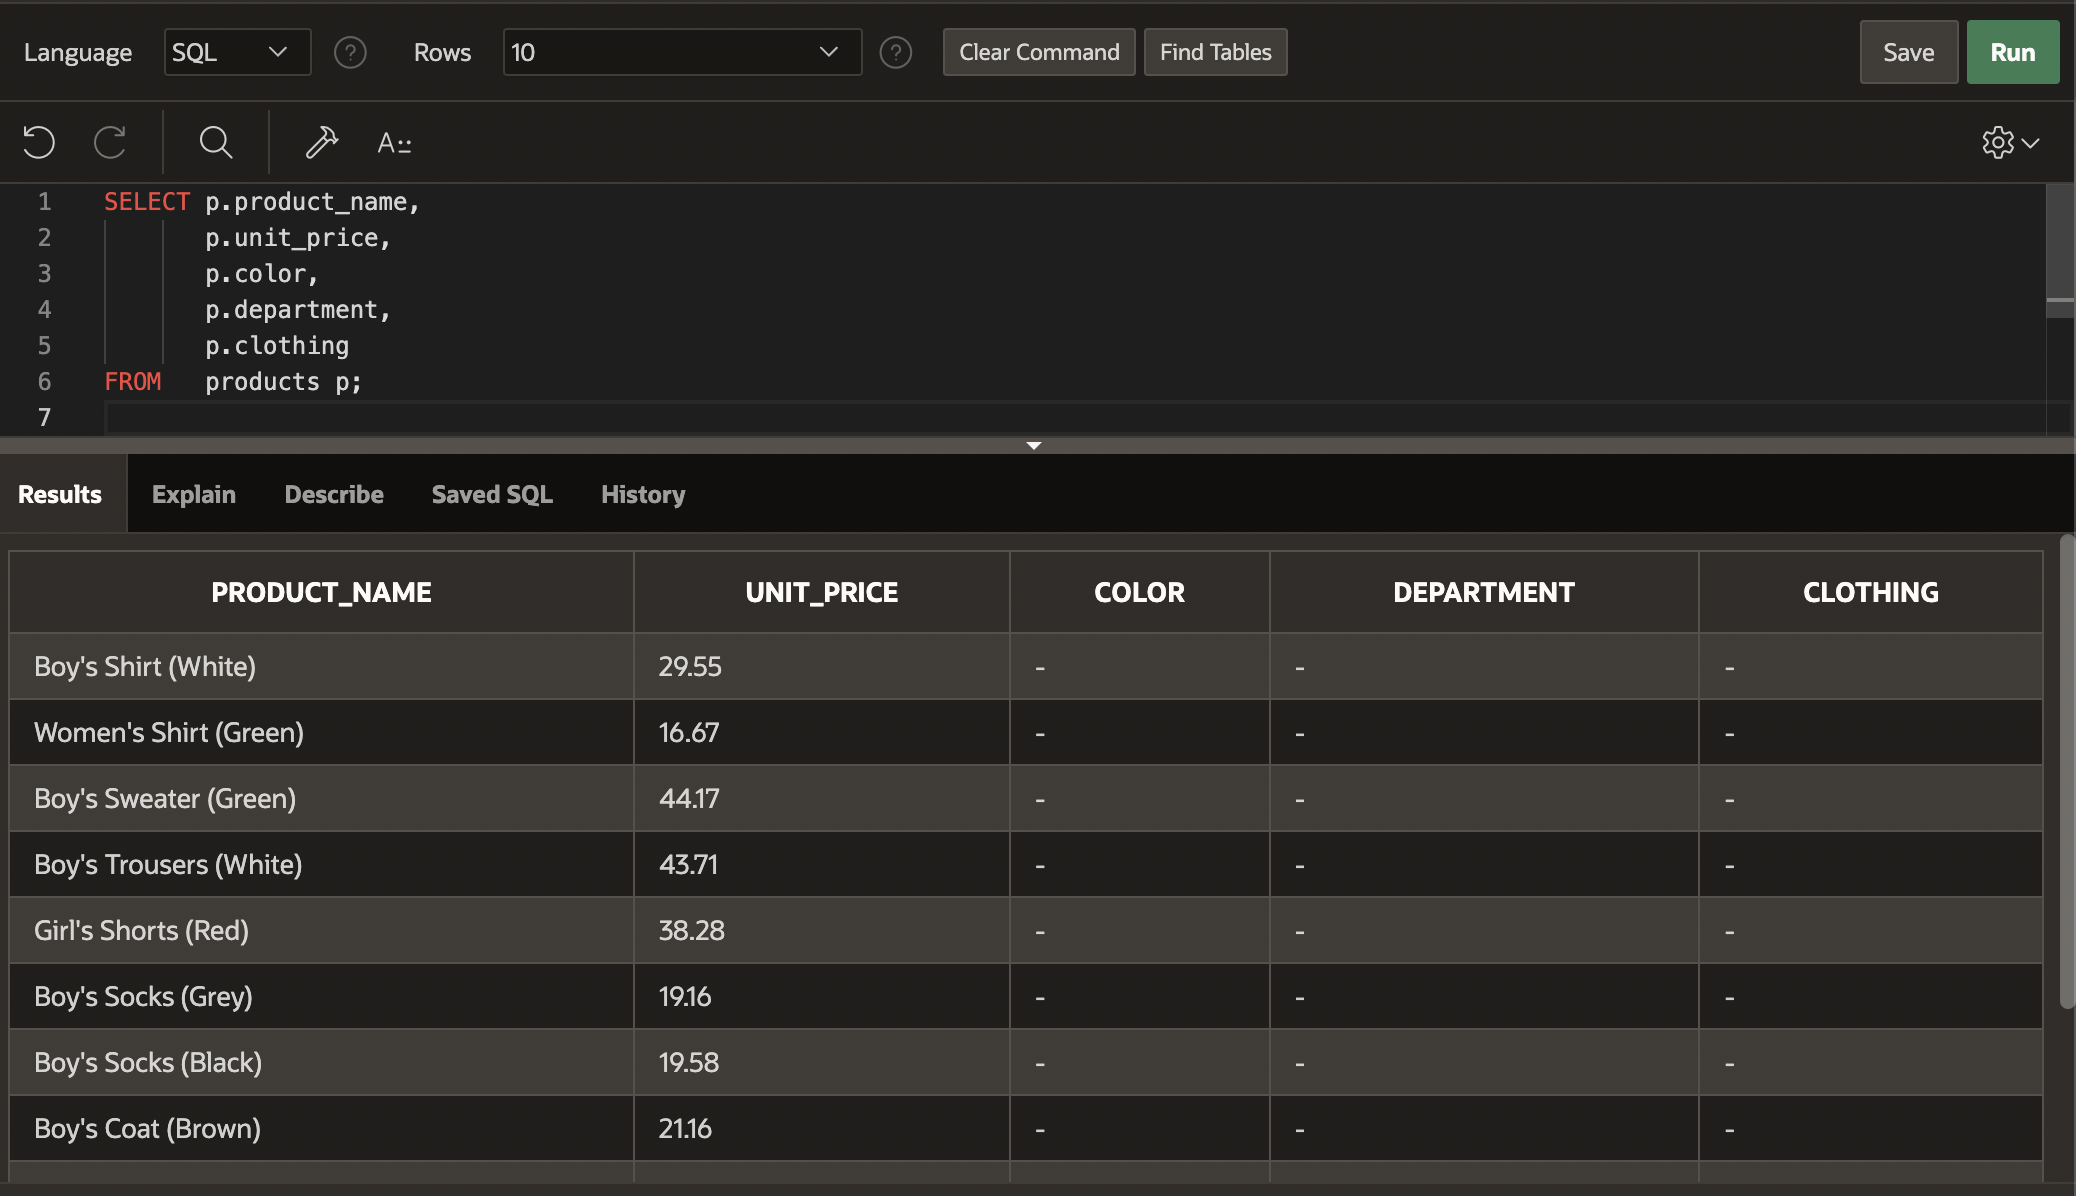 Language SQL ? Rows 10 ? Clear Command Find Tables Save Run
A::
1 SELECT p.product_name,
2 p.unit_price,
3 p.color,
4 p.department,
5 p.clothing
6 FROM products p;
7
Results Explain Describe Saved SQL History
PRODUCT_NAME UNIT_PRICE COLOR DEPARTMENT CLOTHING
Boy's Shirt (White) 29.55 - - -
Women's Shirt (Green) 16.67 - - -
Boy's Sweater (Green) 44.17 - - -
Boy's Trousers (White) 43.71 - - -
Girl's Shorts (Red) 38.28 - - -
Boy's Socks (Grey) 19.16 - - -
Boy's Socks (Black) 19.58 - - -
Boy's Coat (Brown) 21.16 - - -